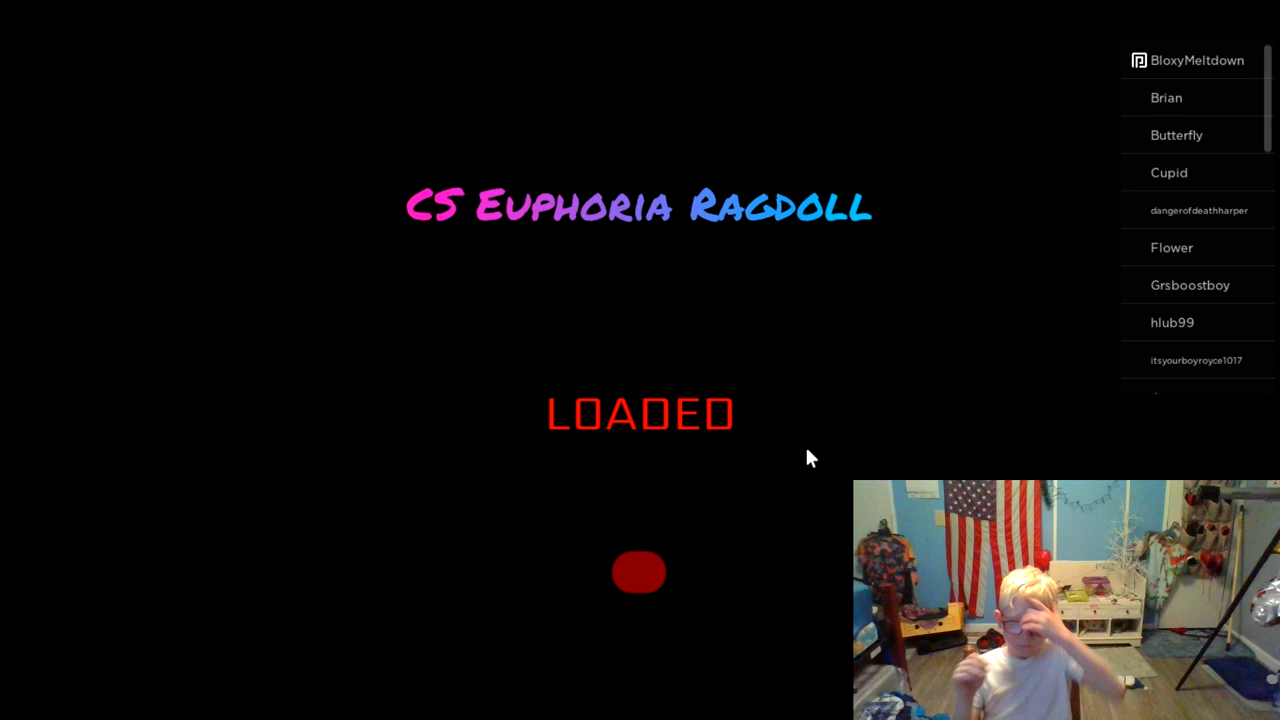 CS Euphoria Ragdoll
LOADED
BloxyMeltdown
Brian
Butterfly
Cupid
dangerofdeathharper
Flower
Grsboostboy
hlub99
itsyourboyroyce1017